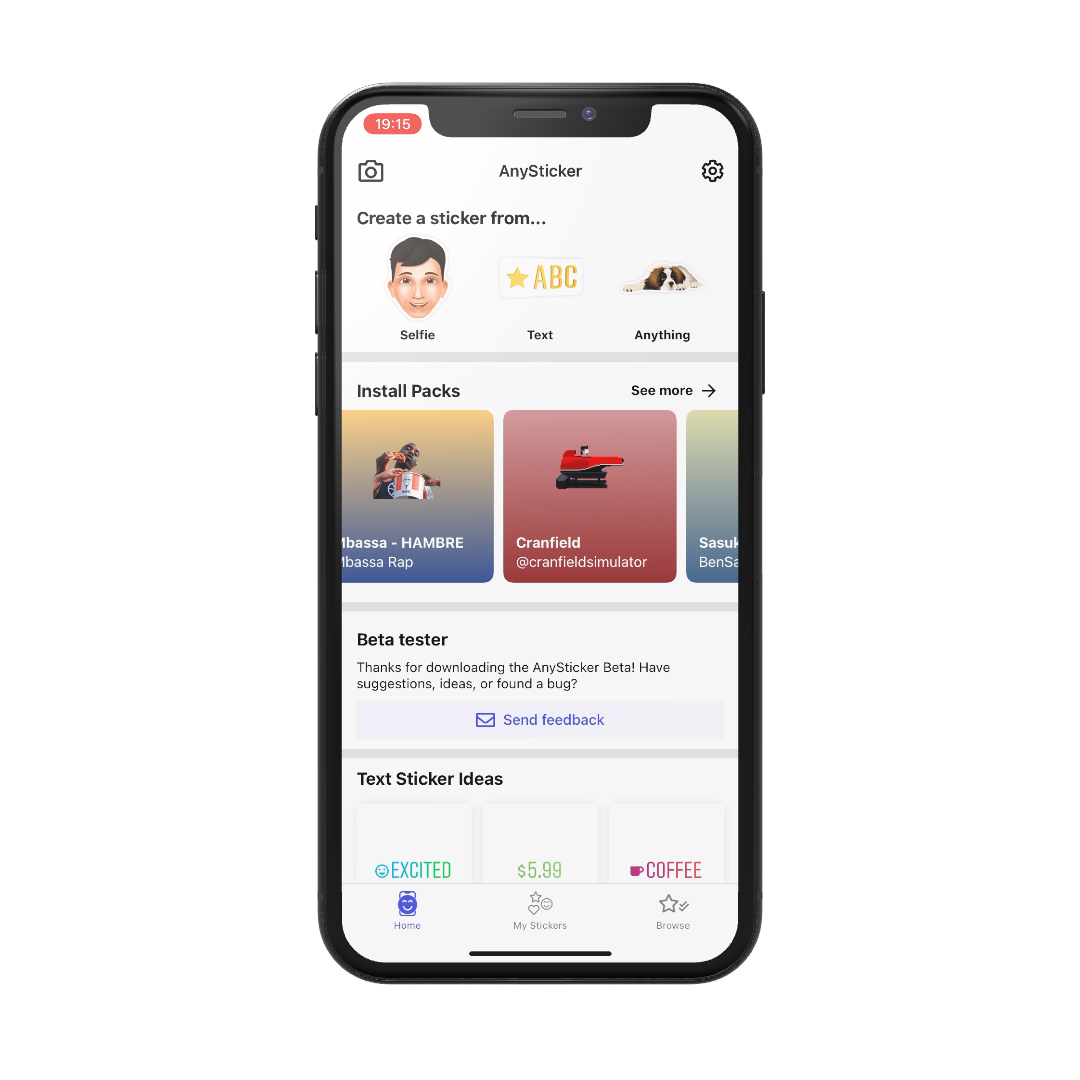 19:15
AnySticker
Create a sticker from...
ABC
Selfie
Text
Anything
Install Packs
See more
Mbassa - HAMBRE
Mbassa Rap
Cranfield
@cranfieldsimulator
Sasuk
BenSa
Beta tester
Thanks for downloading the AnySticker Beta! Have
suggestions, ideas, or found a bug?
Send feedback
Text Sticker Ideas
EXCITED
$5.99
COFFEE
Home
My Stickers
Browse